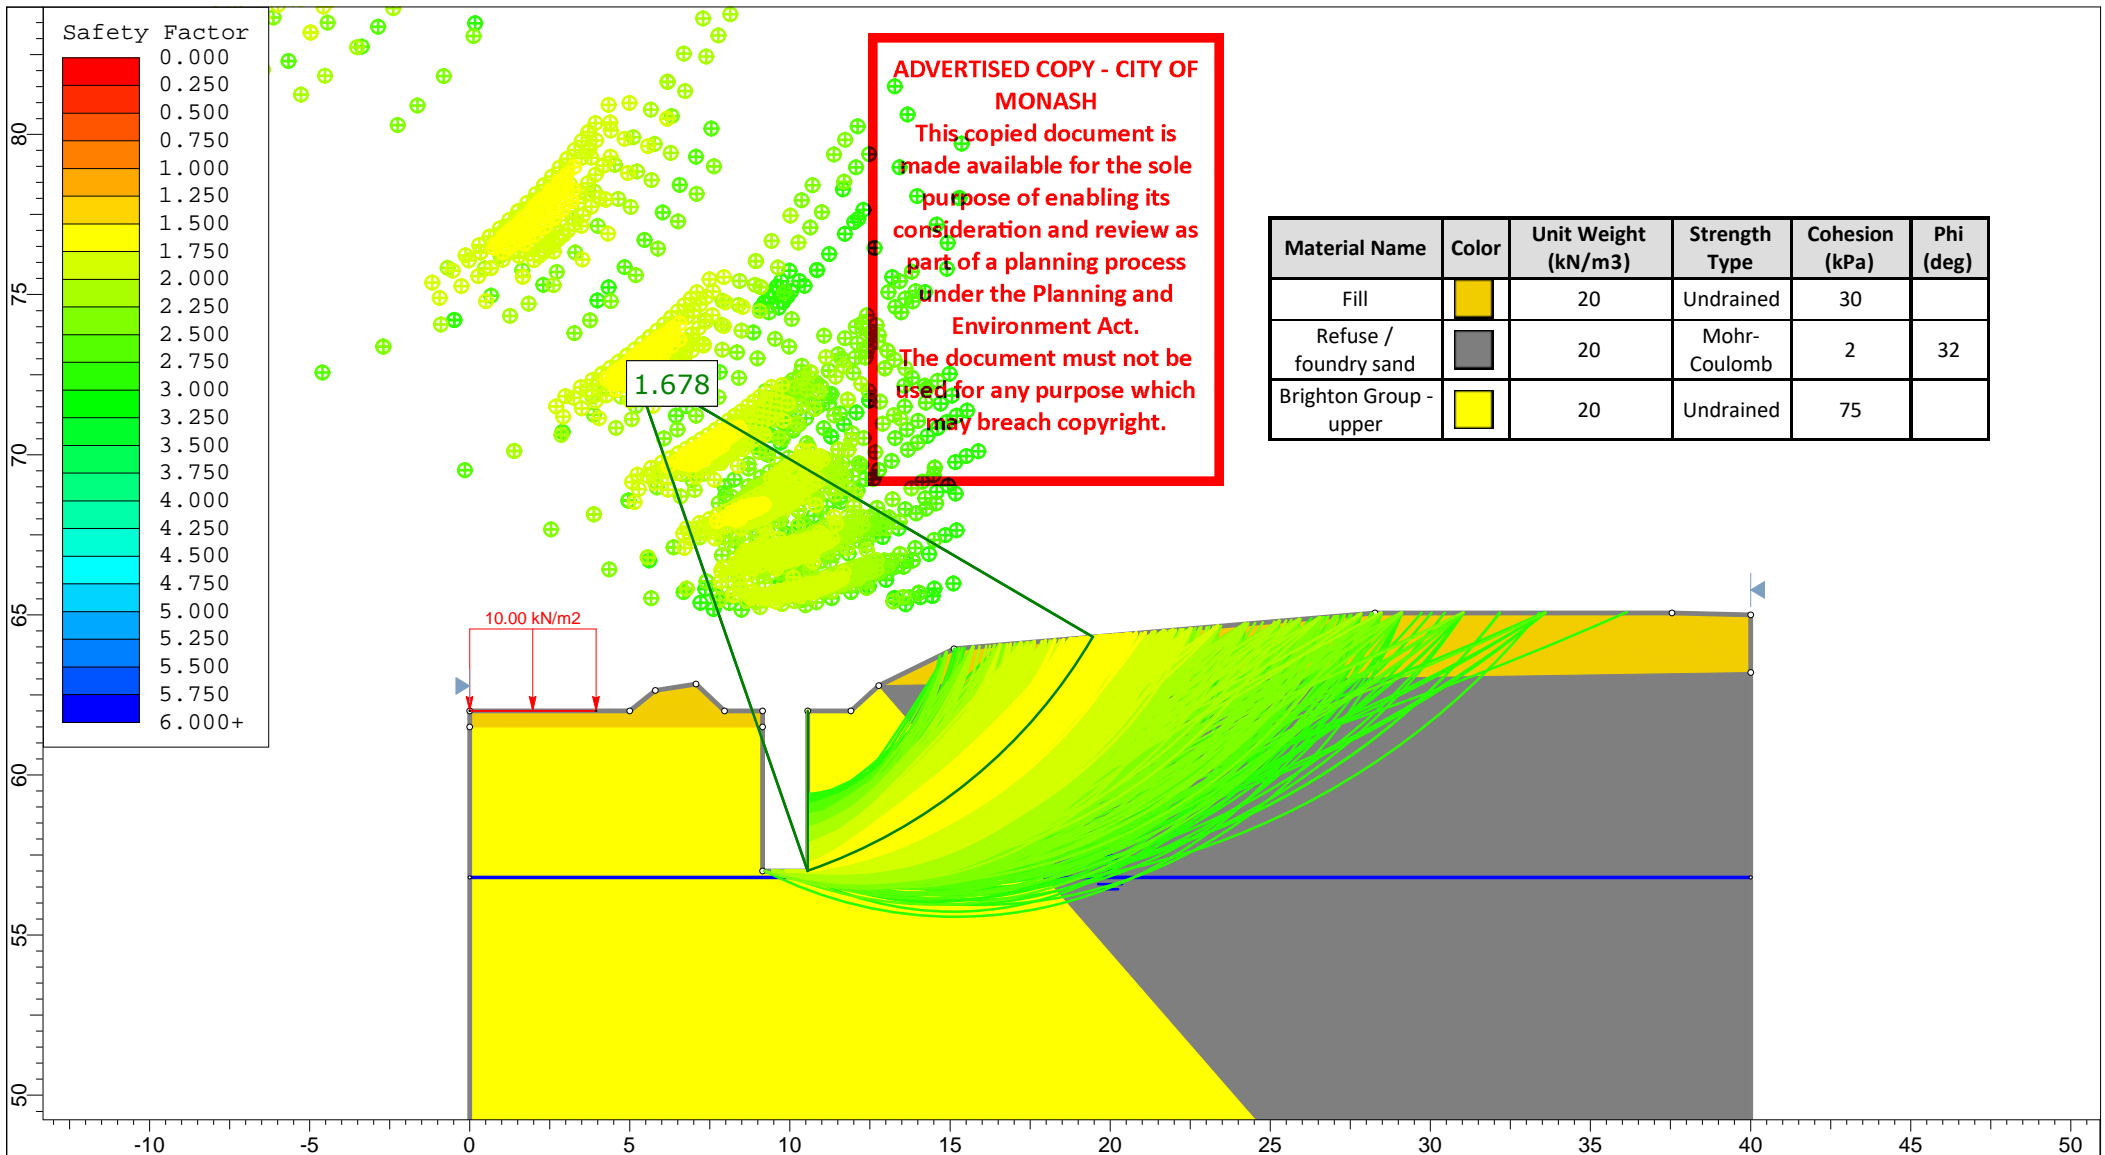 Safety Factor
0.000
0.250
0.500
0.750
1.000
1.250
1.500
1.750
2.000
2.250
2.500
2.750
3.000
3.250
3.500
3.750
4.000
4.250
4.500
4.750
5.000
5.250
5.500
5.750
6.000+
ADVERTISED COPY - CITY OF
MONASH
This copied document is
made available for the sole
purpose of enabling its
consideration and review as
part of a planning process
under the Planning and
Environment Act.
The document must not be
used for any purpose which
may breach copyright.
Material Name Color Unit Weight (kN/m3) Strength Type Cohesion (kPa) Phi (deg)
Fill 20 Undrained 30
Refuse / foundry sand 20 Mohr-Coulomb 2 32
Brighton Group - upper 20 Undrained 75
1.678
10.00 kN/m2
80
75
70
65
60
55
50
-10 -5 0 5 10 15 20 25 30 35 40 45 50